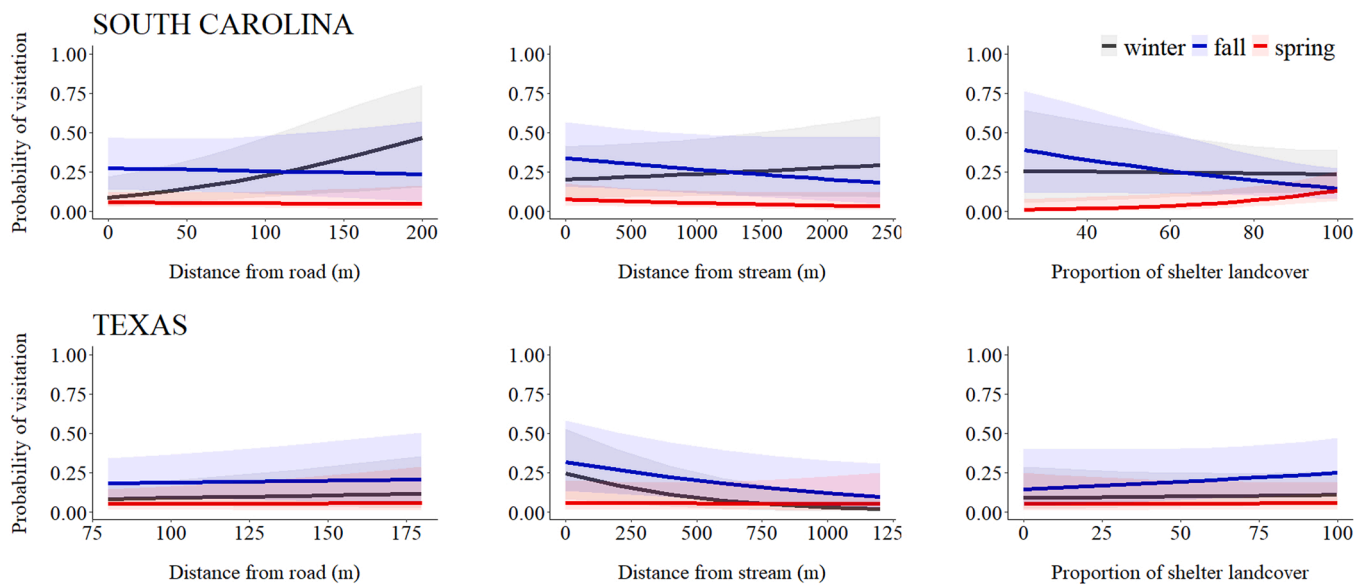 SOUTH CAROLINA
winter fall spring
Probability of visitation
1.00
0.75
0.50
0.25
0.00
0 50 100 150 200
Distance from road (m)
1.00
0.75
0.50
0.25
0.00
0 500 1000 1500 2000 250
Distance from stream (m)
1.00
0.75
0.50
0.25
0.00
40 60 80 100
Proportion of shelter landcover
TEXAS
Probability of visitation
1.00
0.75
0.50
0.25
0.00
75 100 125 150 175
Distance from road (m)
1.00
0.75
0.50
0.25
0.00
0 250 500 750 1000 125
Distance from stream (m)
1.00
0.75
0.50
0.25
0.00
0 25 50 75 100
Proportion of shelter landcover